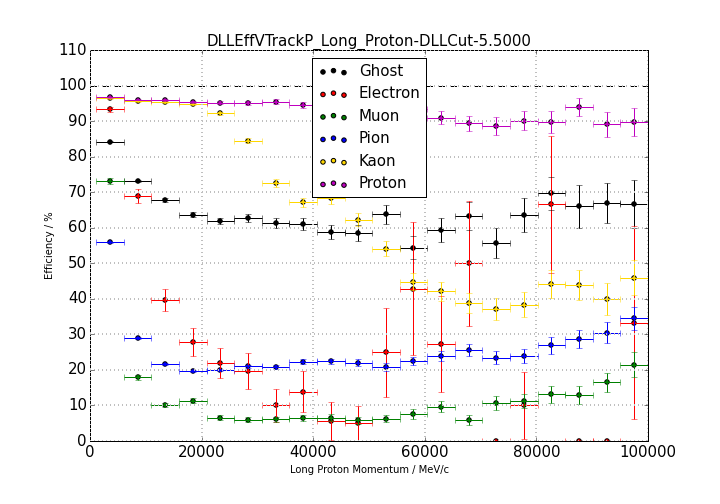 DLLEffVTrackP_Long_Proton-DLLCut-5.5000
110
100
90
80
70
60
50
40
30
20
10
0
Efficiency / %
Ghost
Electron
Muon
Pion
Kaon
Proton
0 20000 40000 60000 80000 100000
Long Proton Momentum / MeV/c